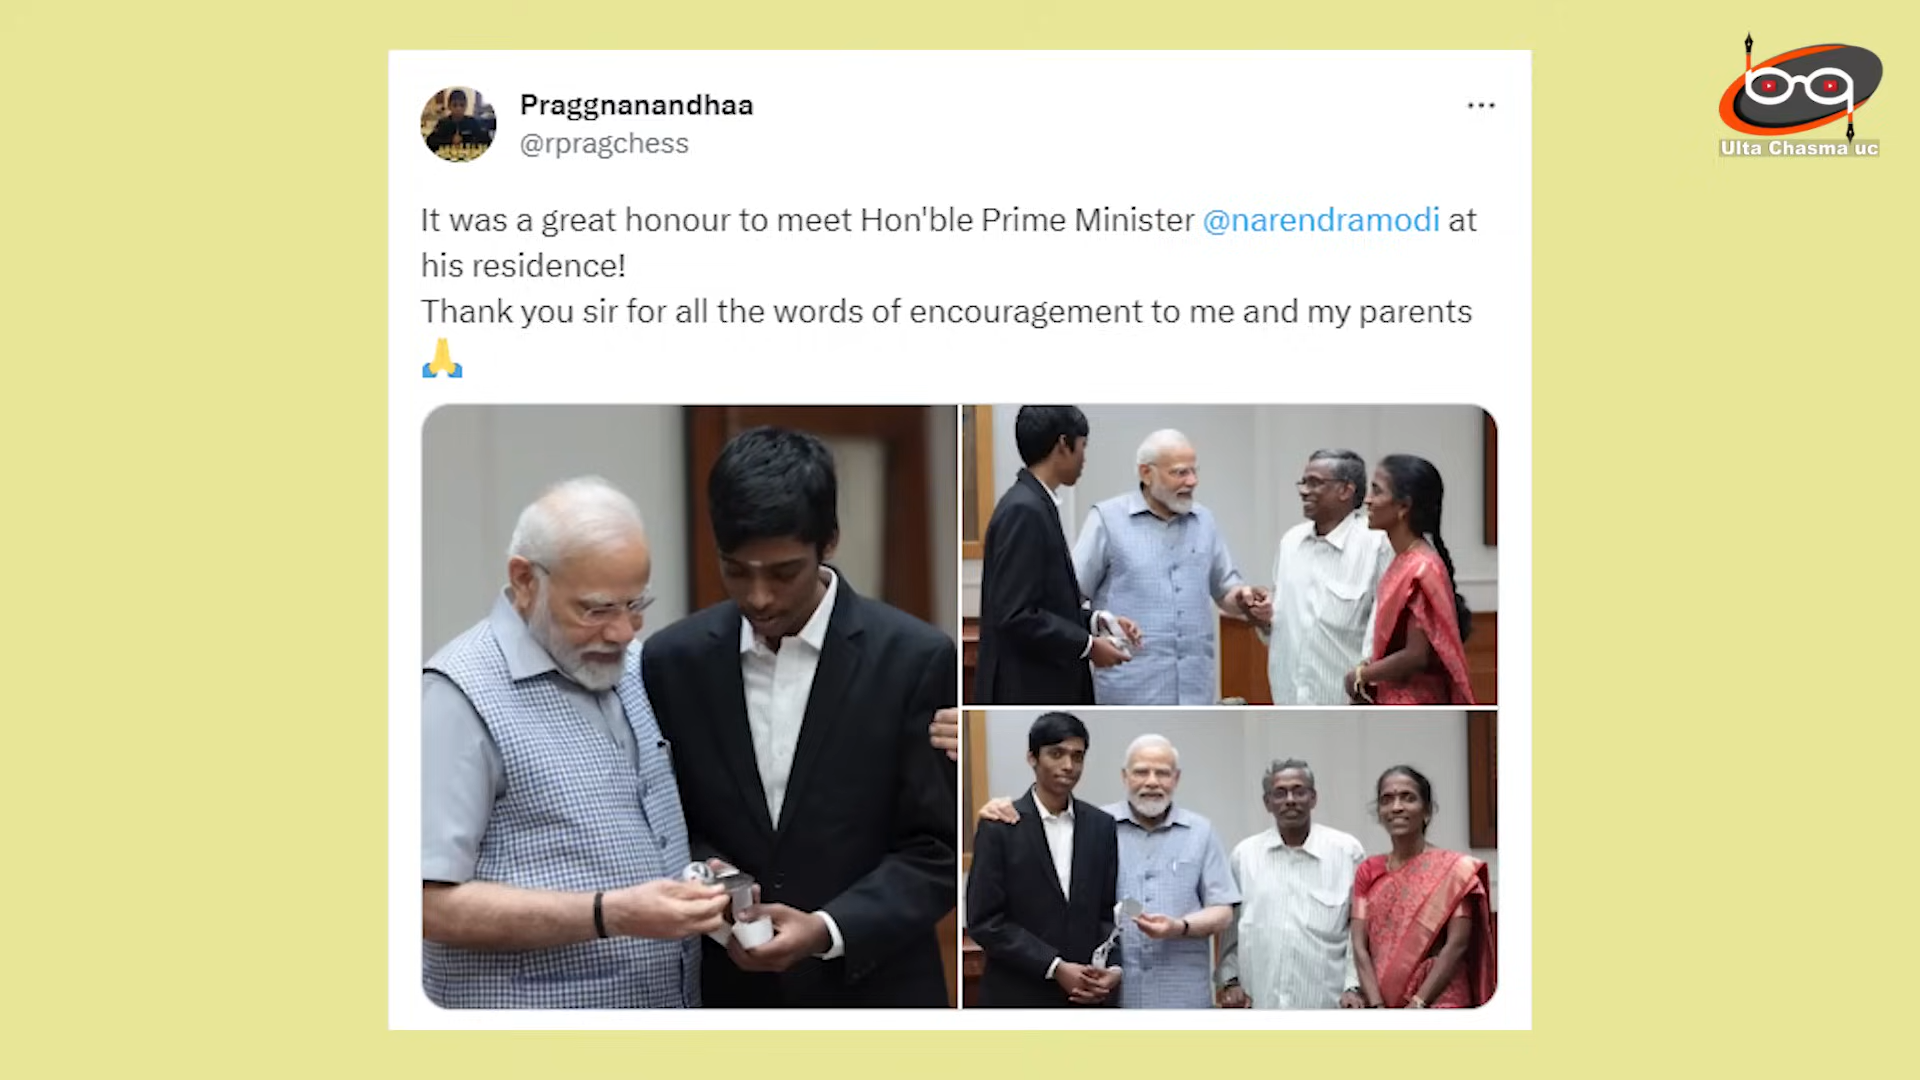 Praggnanandhaa
@rpragchess
It was a great honour to meet Hon'ble Prime Minister @narendramodi at
his residence!
Thank you sir for all the words of encouragement to me and my parents
🙏
Ulta Chasma uc